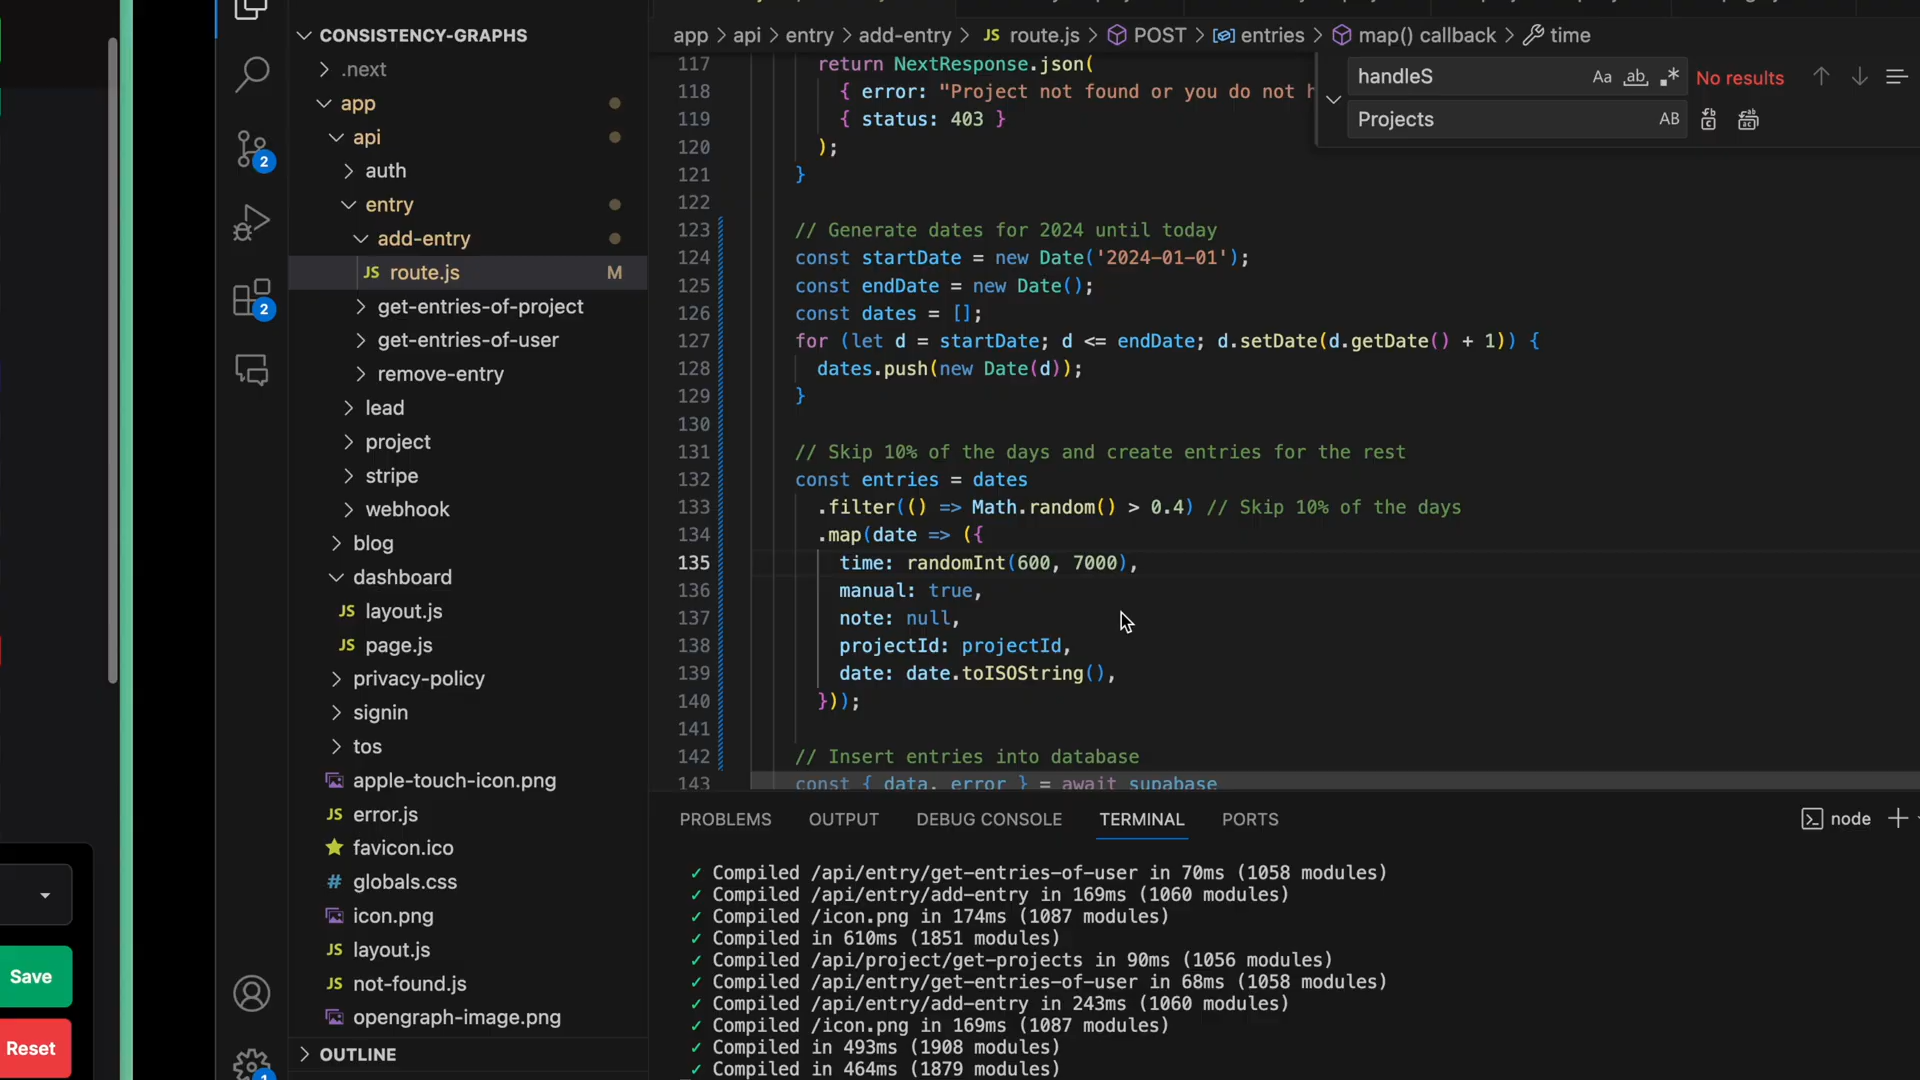 CONSISTENCY-GRAPHS
.next
app
api
auth
entry
add-entry
JS route.js M
get-entries-of-project
get-entries-of-user
remove-entry
lead
project
stripe
webhook
blog
dashboard
JS layout.js
JS page.js
privacy-policy
signin
tos
apple-touch-icon.png
JS error.js
favicon.ico
# globals.css
icon.png
JS layout.js
JS not-found.js
opengraph-image.png
OUTLINE
2
2
1
Save
Reset
app > api > entry > add-entry > JS route.js > POST > entries > map() callback > time
handleS Aa ab No results
Projects AB
117 return NextResponse.json(
118 { error: "Project not found or you do not h
119 { status: 403 }
120 );
121 }
122
123 // Generate dates for 2024 until today
124 const startDate = new Date('2024-01-01');
125 const endDate = new Date();
126 const dates = [];
127 for (let d = startDate; d <= endDate; d.setDate(d.getDate() + 1)) {
128 dates.push(new Date(d));
129 }
130
131 // Skip 10% of the days and create entries for the rest
132 const entries = dates
133 .filter(() => Math.random() > 0.4) // Skip 10% of the days
134 .map(date => ({
135 time: randomInt(600, 7000),
136 manual: true,
137 note: null,
138 projectId: projectId,
139 date: date.toISOString(),
140 }));
141
142 // Insert entries into database
143 const { data, error } = await supabase
PROBLEMS OUTPUT DEBUG CONSOLE TERMINAL PORTS node
✓ Compiled /api/entry/get-entries-of-user in 70ms (1058 modules)
✓ Compiled /api/entry/add-entry in 169ms (1060 modules)
✓ Compiled /icon.png in 174ms (1087 modules)
✓ Compiled in 610ms (1851 modules)
✓ Compiled /api/project/get-projects in 90ms (1056 modules)
✓ Compiled /api/entry/get-entries-of-user in 68ms (1058 modules)
✓ Compiled /api/entry/add-entry in 243ms (1060 modules)
✓ Compiled /icon.png in 169ms (1087 modules)
✓ Compiled in 493ms (1908 modules)
✓ Compiled in 464ms (1879 modules)